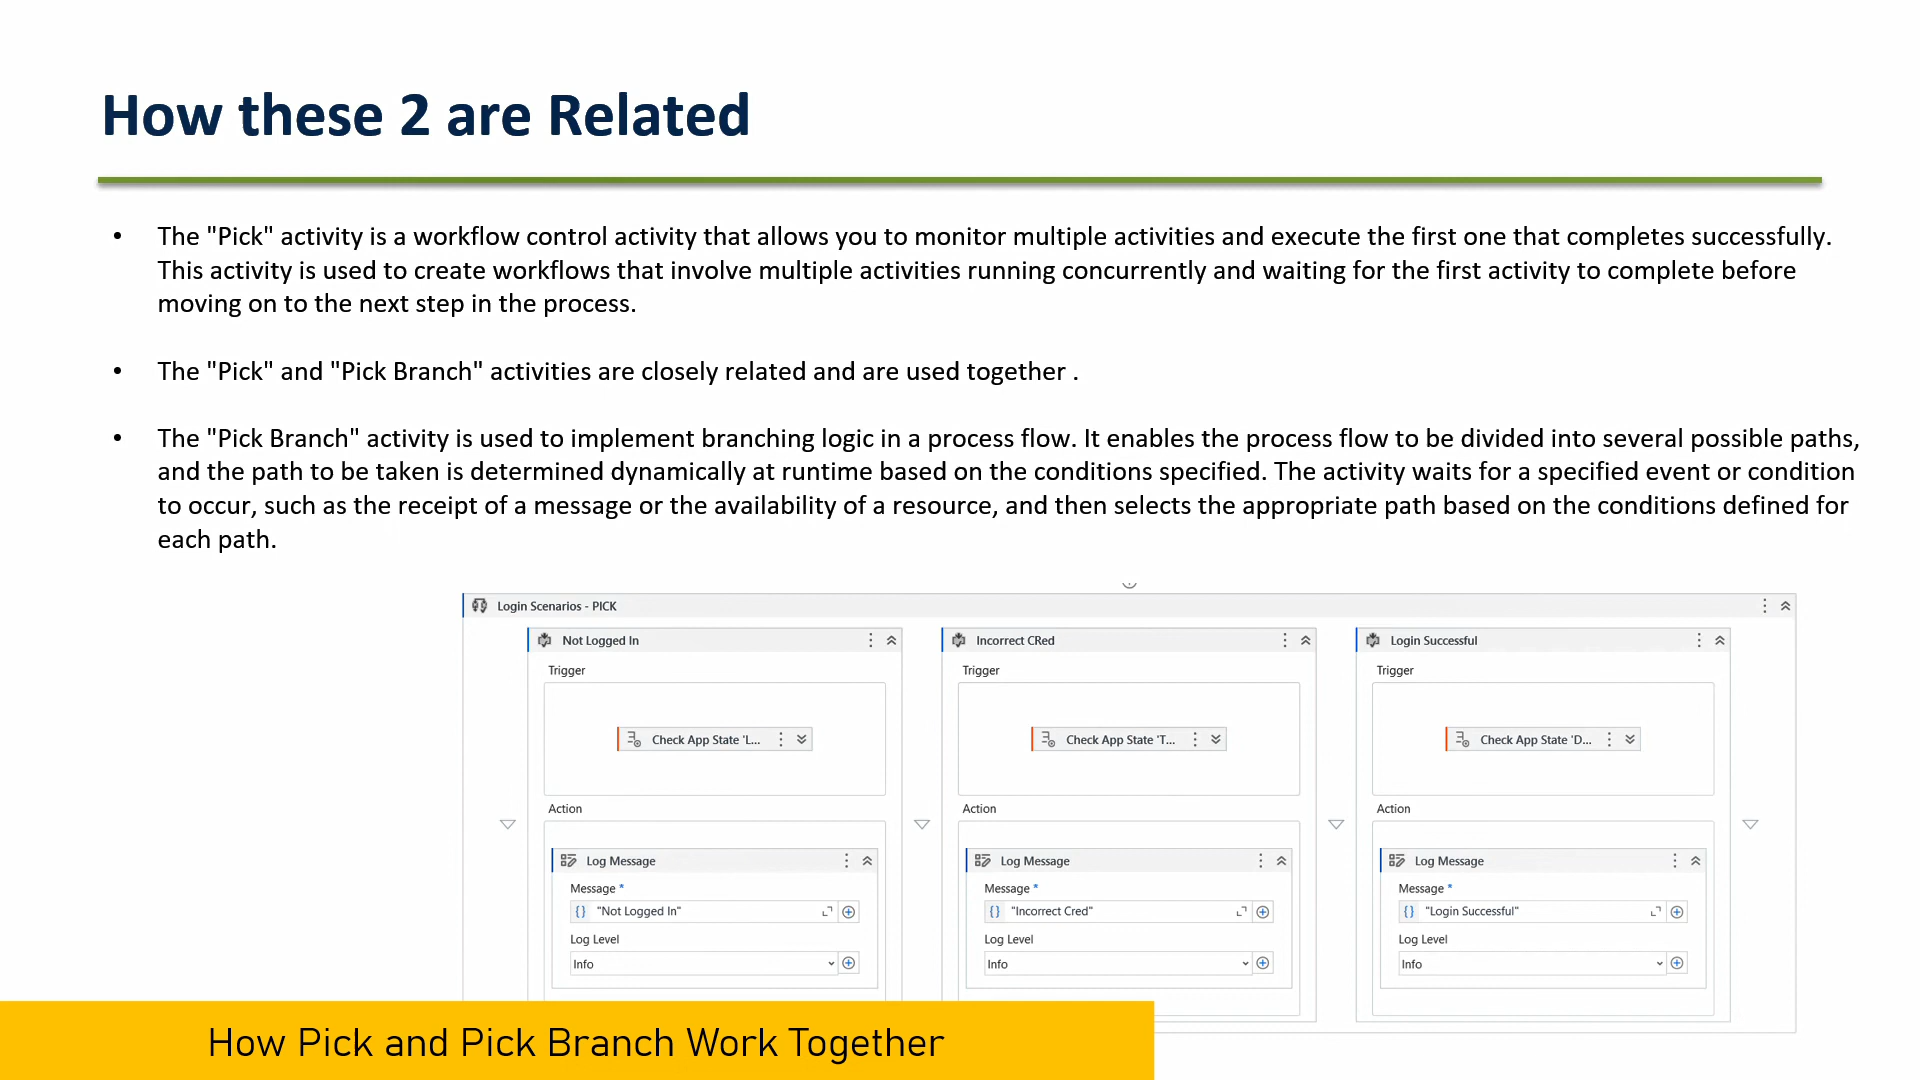 How these 2 are Related
• The "Pick" activity is a workflow control activity that allows you to monitor multiple activities and execute the first one that completes successfully.
This activity is used to create workflows that involve multiple activities running concurrently and waiting for the first activity to complete before
moving on to the next step in the process.
• The "Pick" and "Pick Branch" activities are closely related and are used together .
• The "Pick Branch" activity is used to implement branching logic in a process flow. It enables the process flow to be divided into several possible paths,
and the path to be taken is determined dynamically at runtime based on the conditions specified. The activity waits for a specified event or condition
to occur, such as the receipt of a message or the availability of a resource, and then selects the appropriate path based on the conditions defined for
each path.
Login Scenarios - PICK
Not Logged In
Trigger
Check App State 'L...
Action
Log Message
Message *
"Not Logged In"
Log Level
Info
Incorrect CRed
Trigger
Check App State 'T...
Action
Log Message
Message *
"Incorrect Cred"
Log Level
Info
Login Successful
Trigger
Check App State 'D...
Action
Log Message
Message *
"Login Successful"
Log Level
Info
How Pick and Pick Branch Work Together